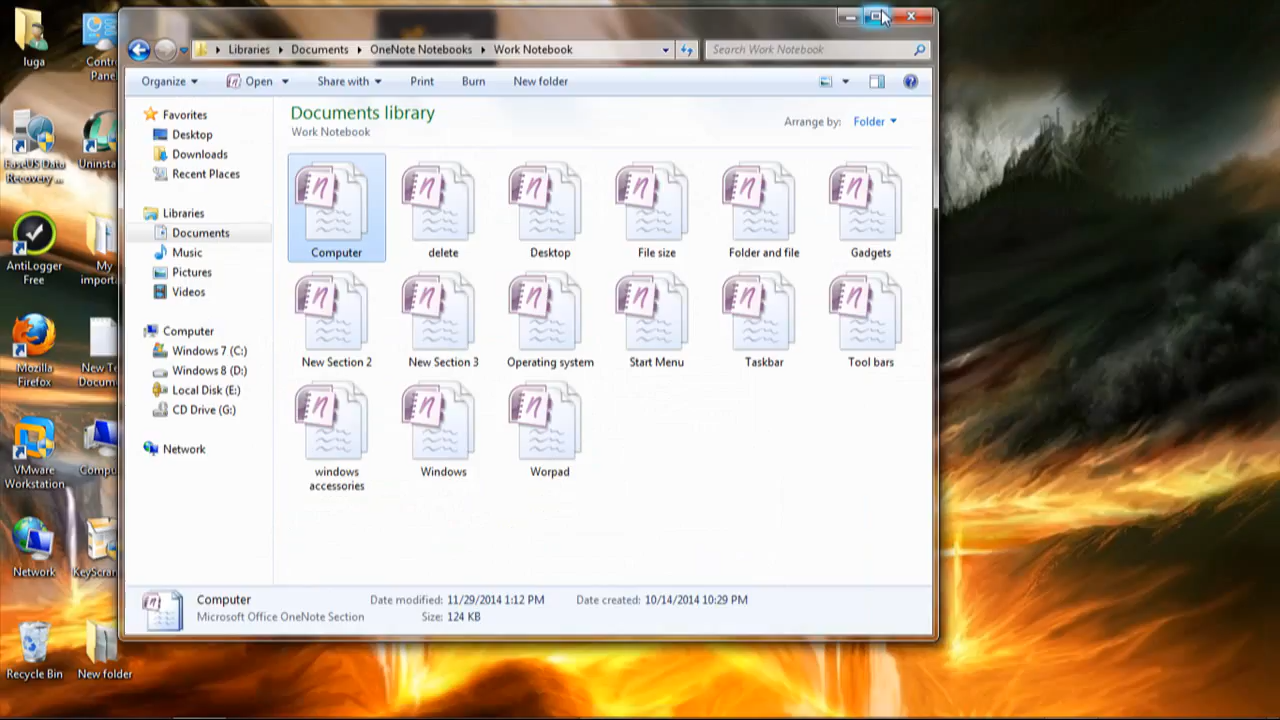 Iuga
Contro
Panel
EaseUS Data
Recovery ...
Uninsta
AntiLogger
Free
My
importa
Mozilla
Firefox
New Te
Docum
VMware
Workstation
Compu
Network
KeyScran
Recycle Bin
New folder
Libraries
Documents
OneNote Notebooks
Work Notebook
Search Work Notebook
Organize
Open
Share with
Print
Burn
New folder
Favorites
Desktop
Downloads
Recent Places
Libraries
Documents
Music
Pictures
Videos
Computer
Windows 7 (C:)
Windows 8 (D:)
Local Disk (E:)
CD Drive (G:)
Network
Documents library
Work Notebook
Arrange by: Folder
Computer
delete
Desktop
File size
Folder and file
Gadgets
New Section 2
New Section 3
Operating system
Start Menu
Taskbar
Tool bars
windows
accessories
Windows
Worpad
Computer
Microsoft Office OneNote Section
Date modified: 11/29/2014 1:12 PM
Size: 124 KB
Date created: 10/14/2014 10:29 PM